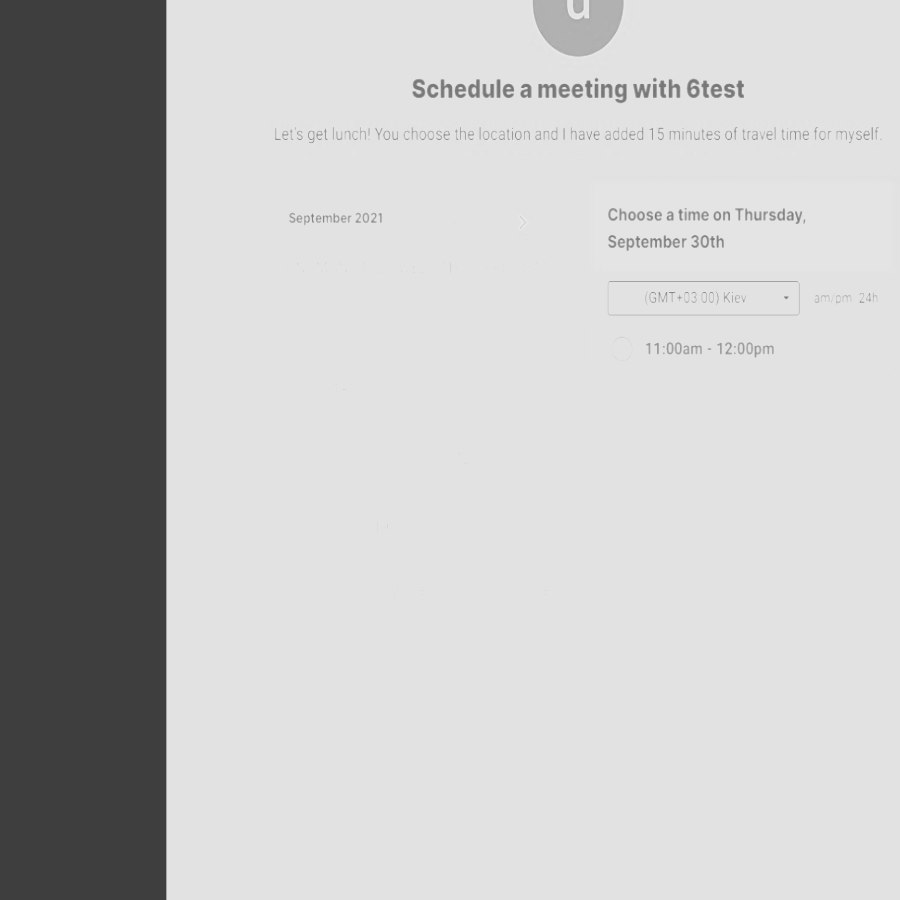 u
Schedule a meeting with 6test
Let's get lunch! You choose the location and I have added 15 minutes of travel time for myself.
September 2021
Choose a time on Thursday,
September 30th
(GMT+03:00) Kiev
am/pm 24h
11:00am - 12:00pm